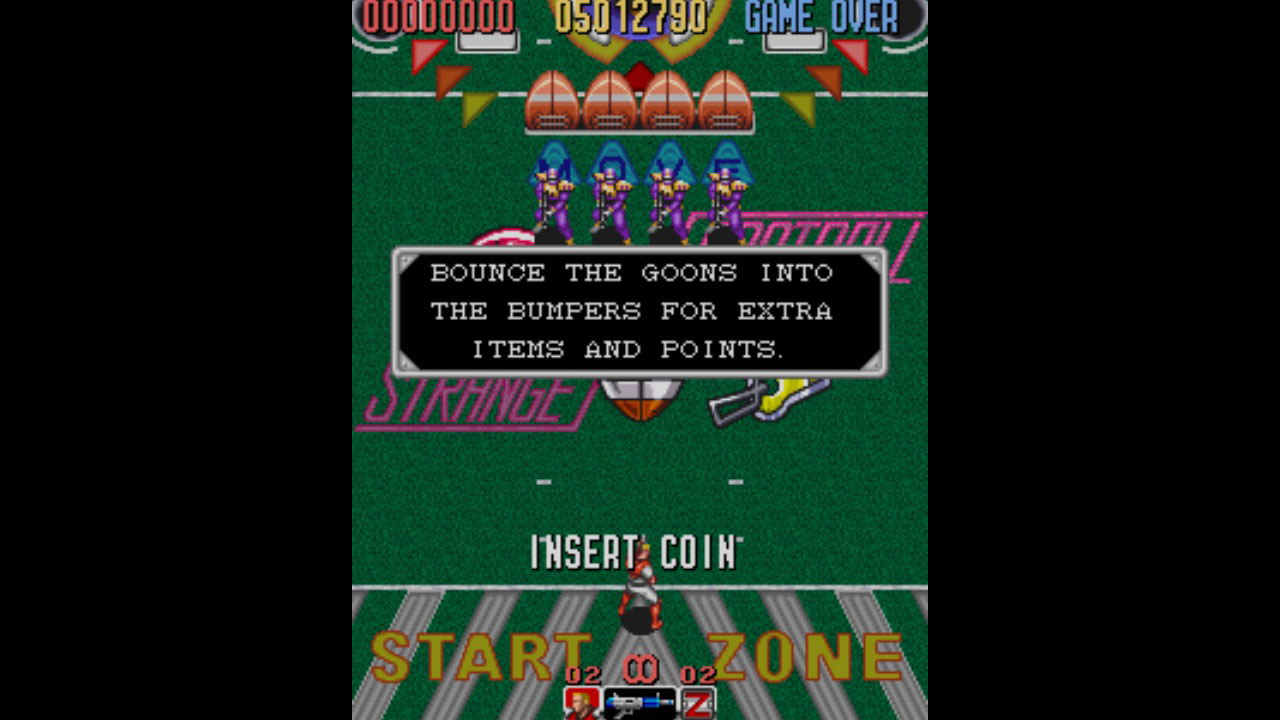 00000000 05012790 GAME OVER
MOVE
FOOTBALL
BOUNCE THE GOONS INTO
THE BUMPERS FOR EXTRA
ITEMS AND POINTS.
STRANGE
INSERT COIN
START ZONE
02 02
Z